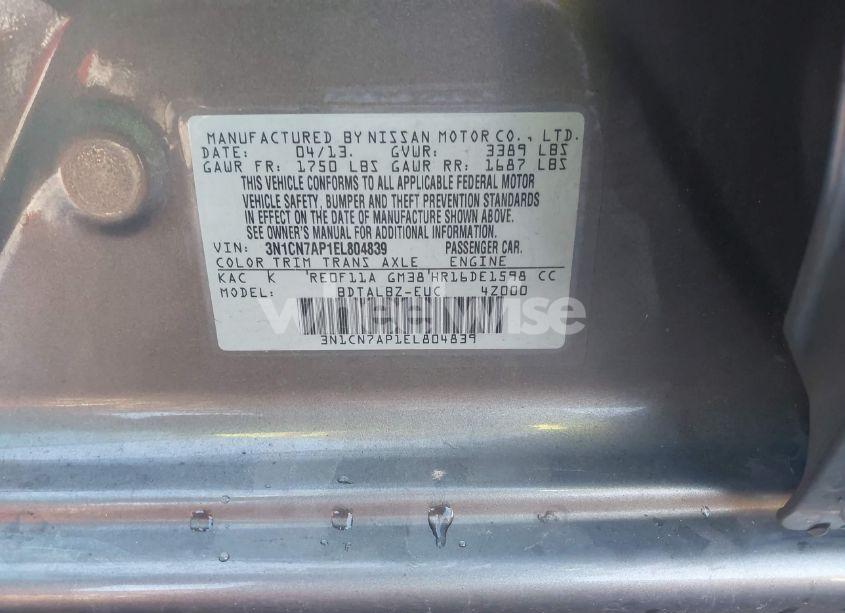 MANUFACTURED BY NISSAN MOTOR CO., LTD.
DATE: 04/13. GVWR: 3389 LBS
GAWR FR: 1750 LBS GAWR RR: 1687 LBS
THIS VEHICLE CONFORMS TO ALL APPLICABLE FEDERAL MOTOR
VEHICLE SAFETY, BUMPER AND THEFT PREVENTION STANDARDS
IN EFFECT ON THE DATE OF MANUFACTURE SHOWN ABOVE.
SEE OWNER'S MANUAL FOR ADDITIONAL INFORMATION.
VIN: 3N1CN7AP1EL804839 PASSENGER CAR.
COLOR TRIM TRANS AXLE ENGINE
KAC K RE0F11A GM38 HR16DE1598 CC
MODEL: BDTALBZ-EUC 4Z000
wheelwise
3N1CN7AP1EL804839